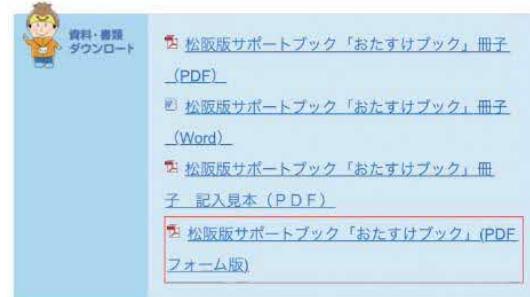 資料・書類
ダウンロード
松阪版サポートブック「おたすけブック」冊子
（PDF）
松阪版サポートブック「おたすけブック」冊子
（Word）
松阪版サポートブック「おたすけブック」冊
子　記入見本（ＰＤＦ）
松阪版サポートブック「おたすけブック」(PDF
フォーム版)